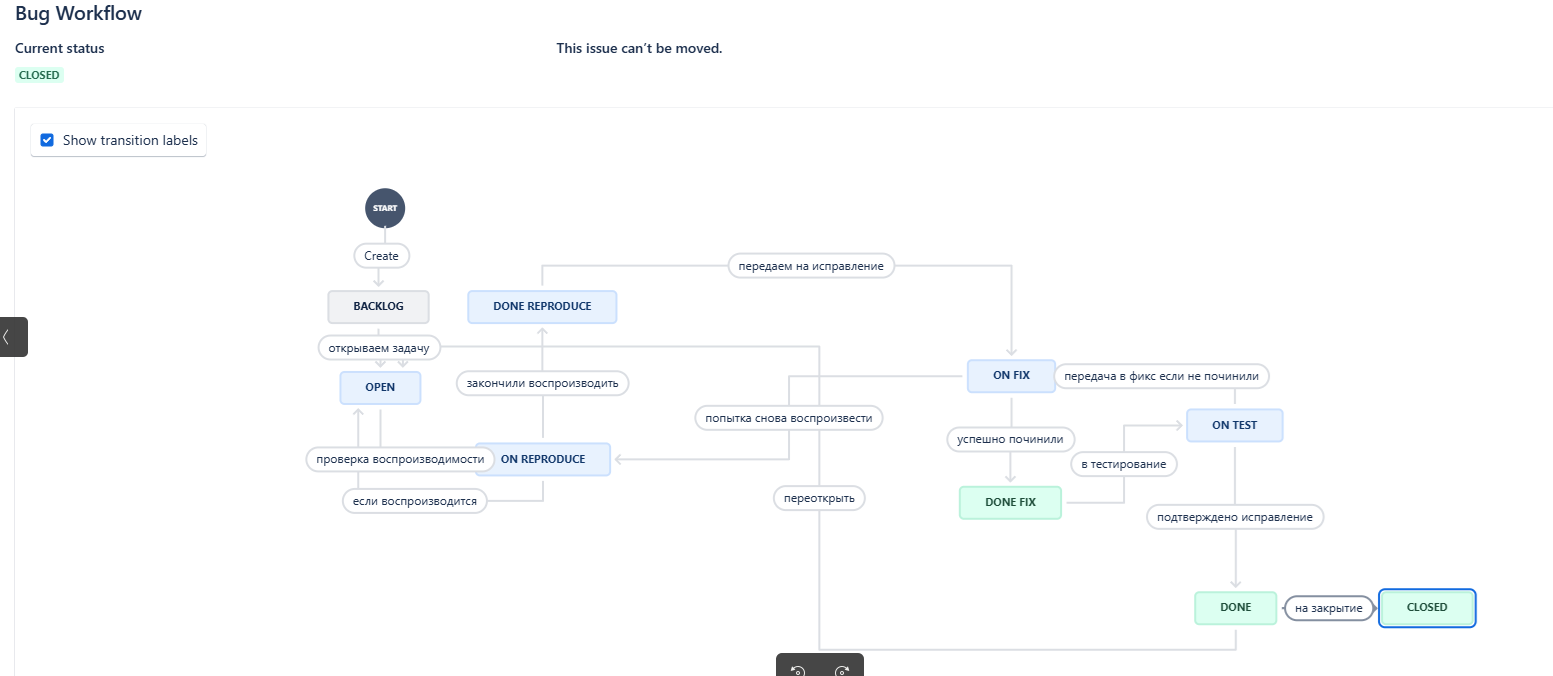 Bug Workflow
Current status
This issue can't be moved.
CLOSED
Show transition labels
START
Create
передаем на исправление
BACKLOG
DONE REPRODUCE
открываем задачу
OPEN
закончили воспроизводить
ON FIX
передача в фикс если не починили
попытка снова воспроизвести
ON TEST
успешно починили
проверка воспроизводимости
ON REPRODUCE
в тестирование
если воспроизводится
переоткрыть
DONE FIX
подтверждено исправление
DONE
на закрытие
CLOSED